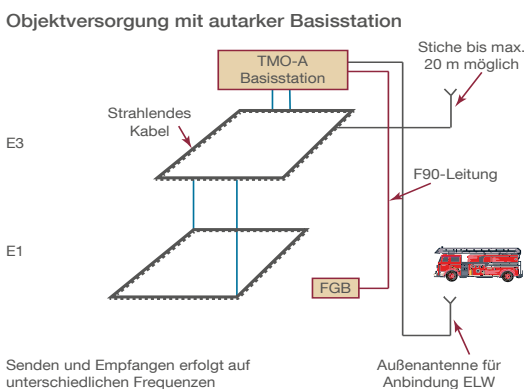 Objektversorgung mit autarker Basisstation
Stiche bis max.
20 m möglich
TMO-A
Basisstation
Strahlendes
Kabel
E3
F90-Leitung
E1
FGB
Senden und Empfangen erfolgt auf
unterschiedlichen Frequenzen
Außenantenne für
Anbindung ELW